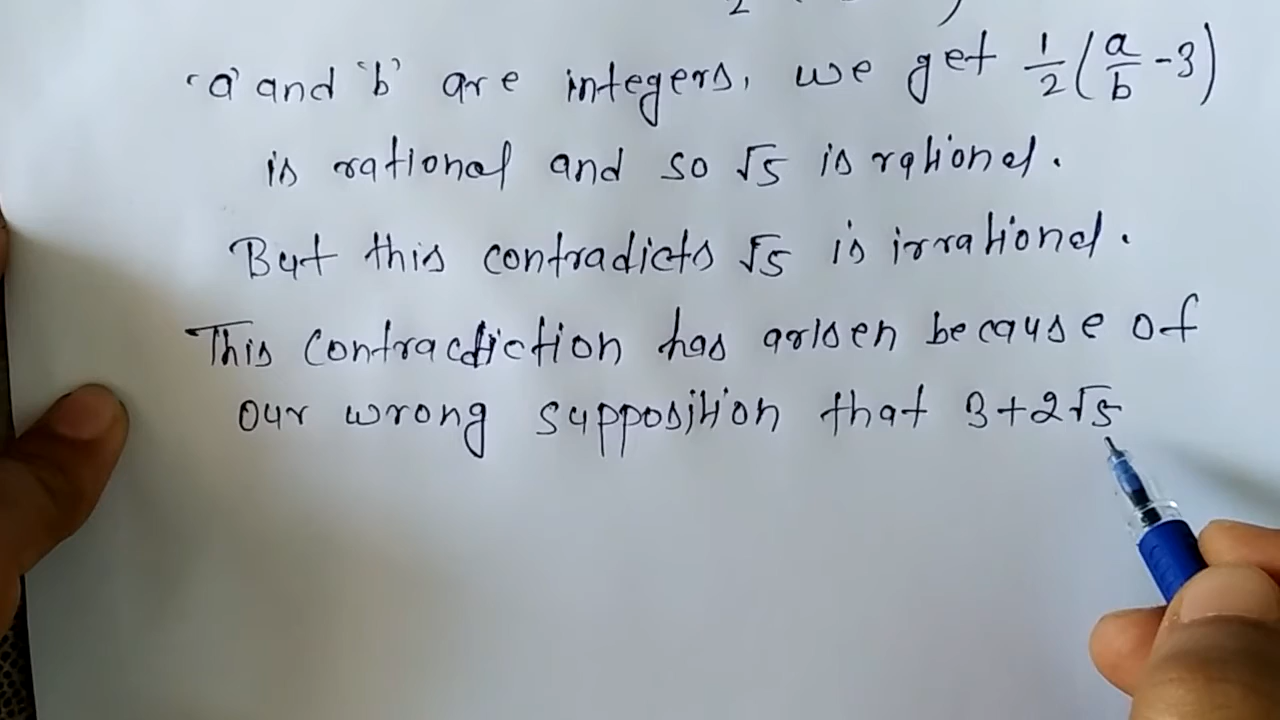 2
'a' and 'b' are integers, we get 1/2 (a/b - 3)
is rational and so √5 is rational.
But this contradicts √5 is irrational.
This contradiction has arisen because of
our wrong supposition that 3+2√5